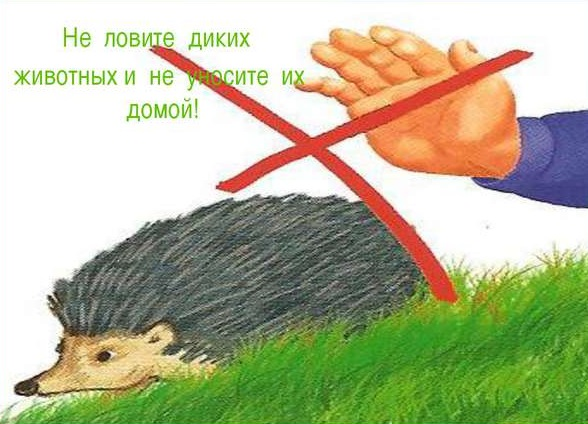 Не ловите диких
животных и не уносите их
домой!